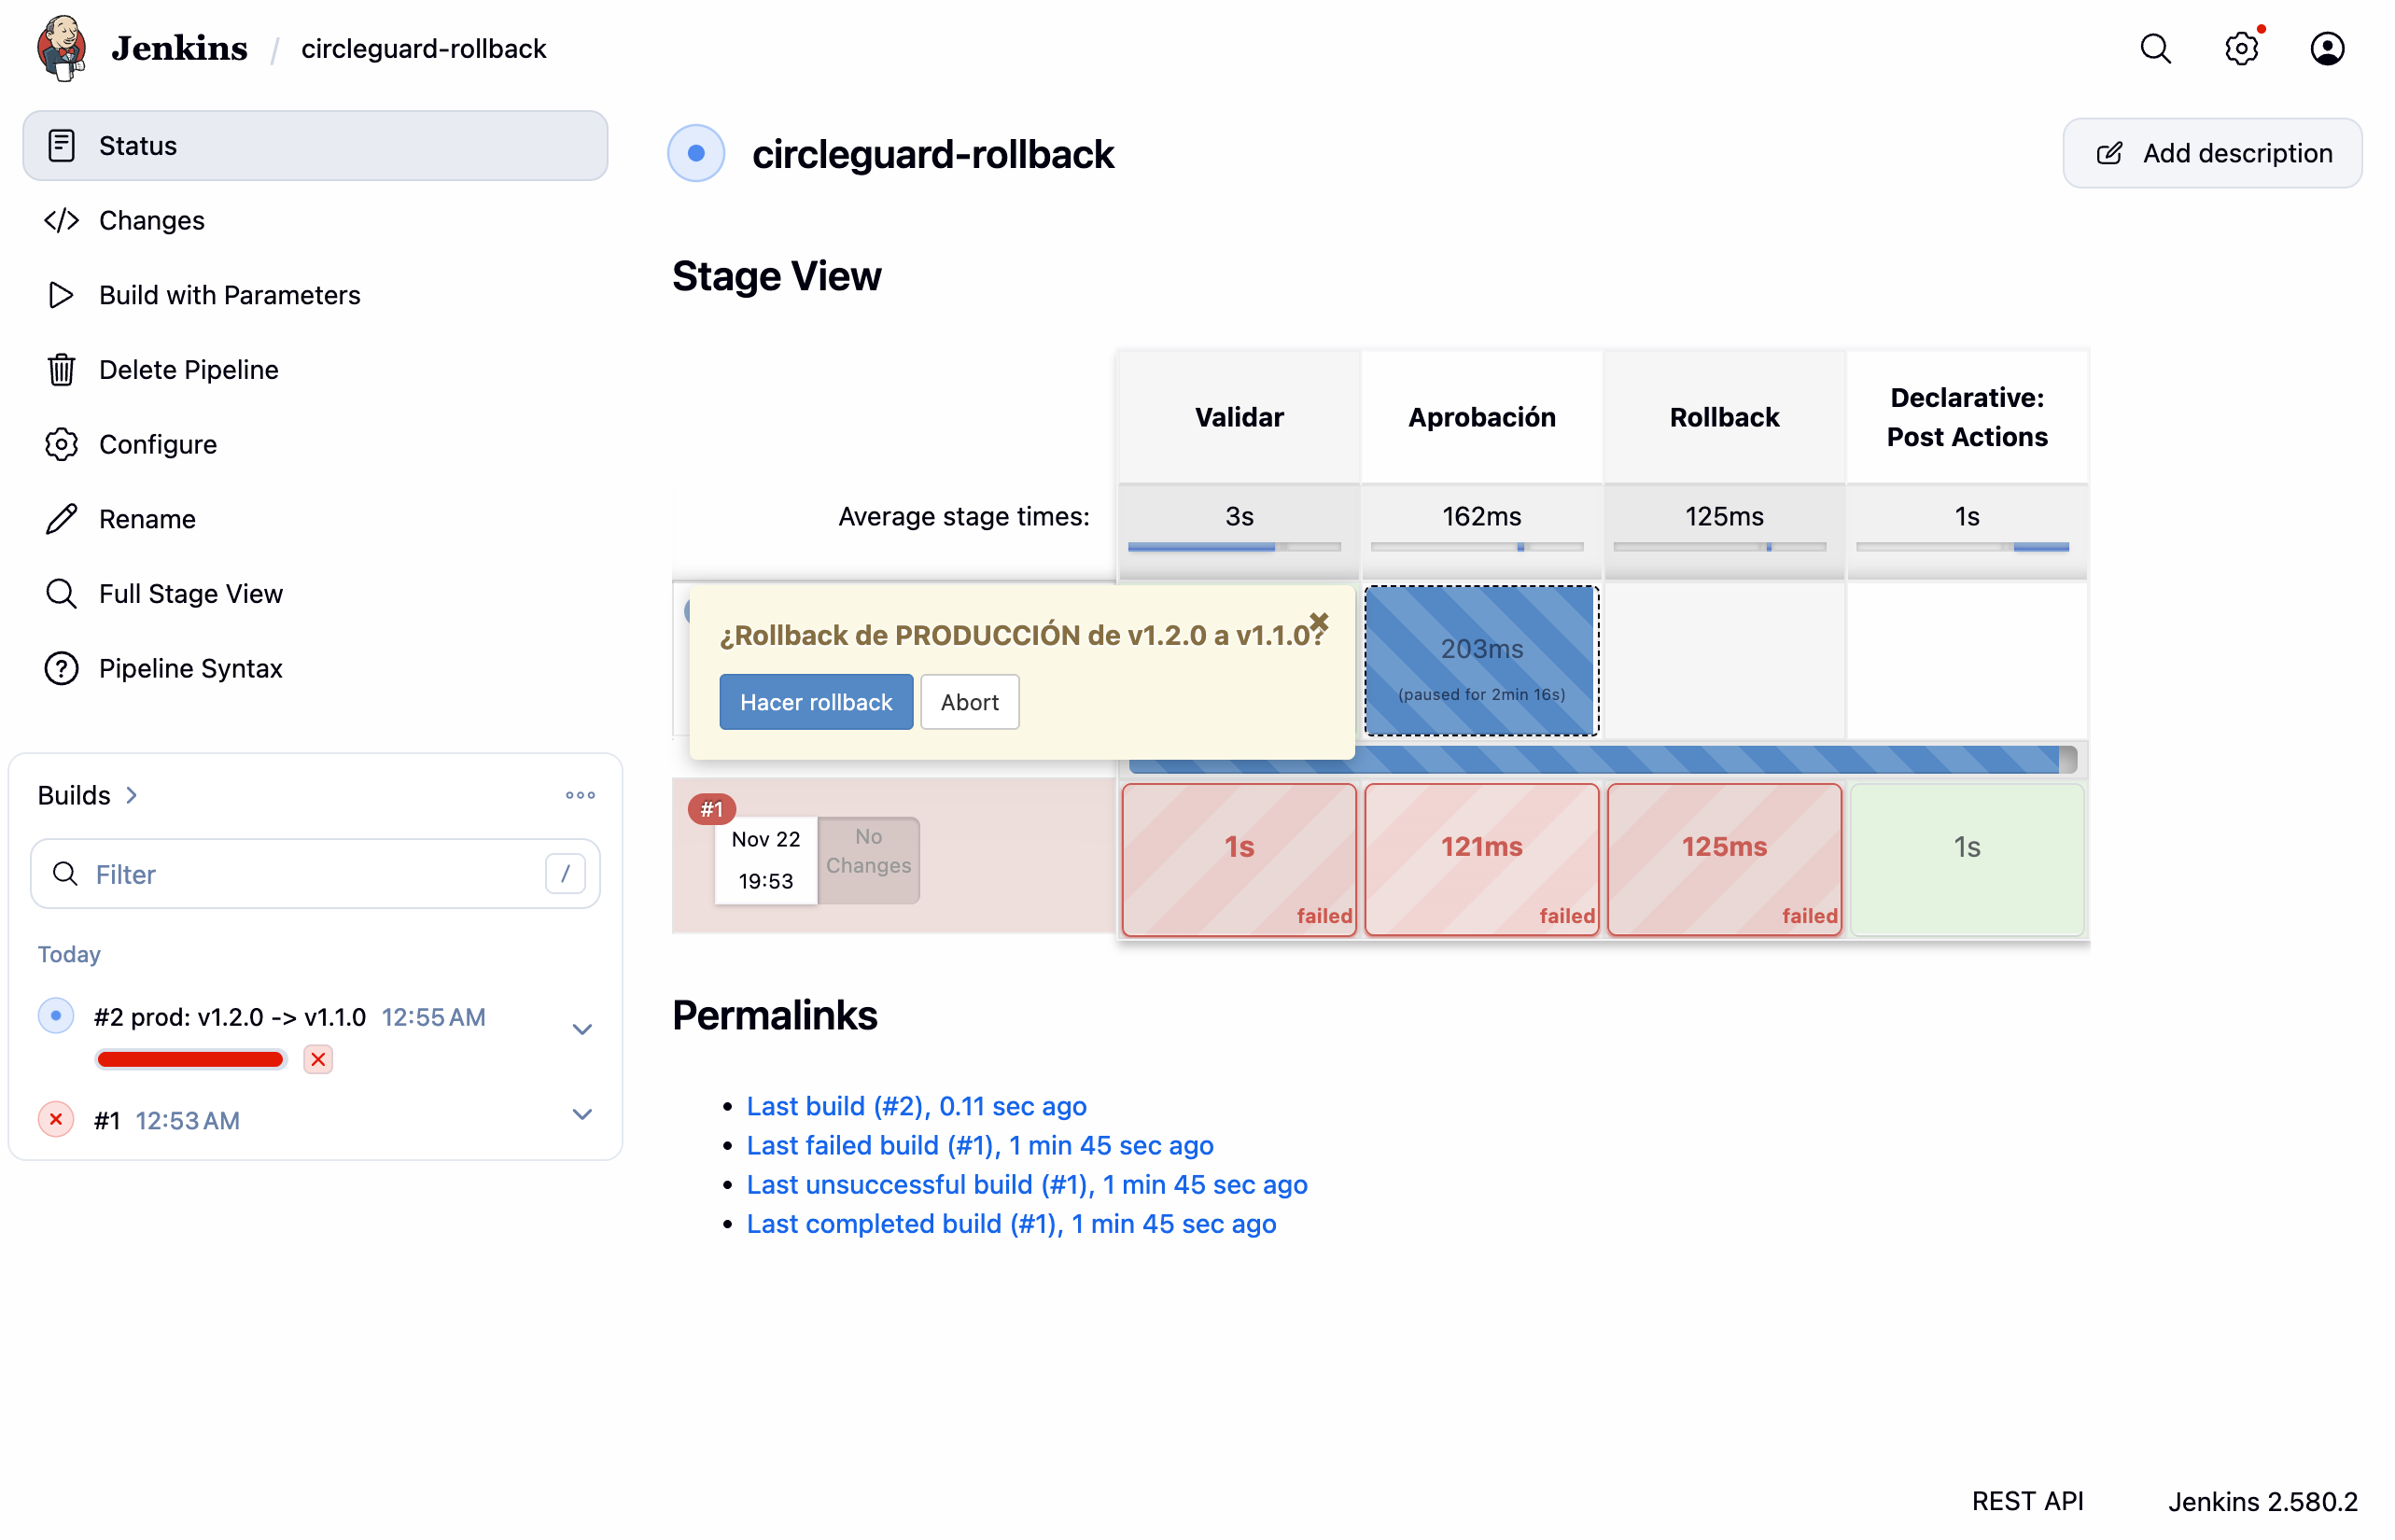 Jenkins / circleguard-rollback
Status
Changes
Build with Parameters
Delete Pipeline
Configure
Rename
Full Stage View
Pipeline Syntax
Builds
Filter /
Today
#2 prod: v1.2.0 -> v1.1.0 12:55 AM
#1 12:53 AM
circleguard-rollback
Add description
Stage View
Validar
Aprobación
Rollback
Declarative:
Post Actions
Average stage times:
3s
162ms
125ms
1s
¿Rollback de PRODUCCIÓN de v1.2.0 a v1.1.0?
Hacer rollback
Abort
203ms
(paused for 2min 16s)
#1
Nov 22
19:53
No
Changes
1s
failed
121ms
failed
125ms
failed
1s
Permalinks
Last build (#2), 0.11 sec ago
Last failed build (#1), 1 min 45 sec ago
Last unsuccessful build (#1), 1 min 45 sec ago
Last completed build (#1), 1 min 45 sec ago
REST API
Jenkins 2.580.2